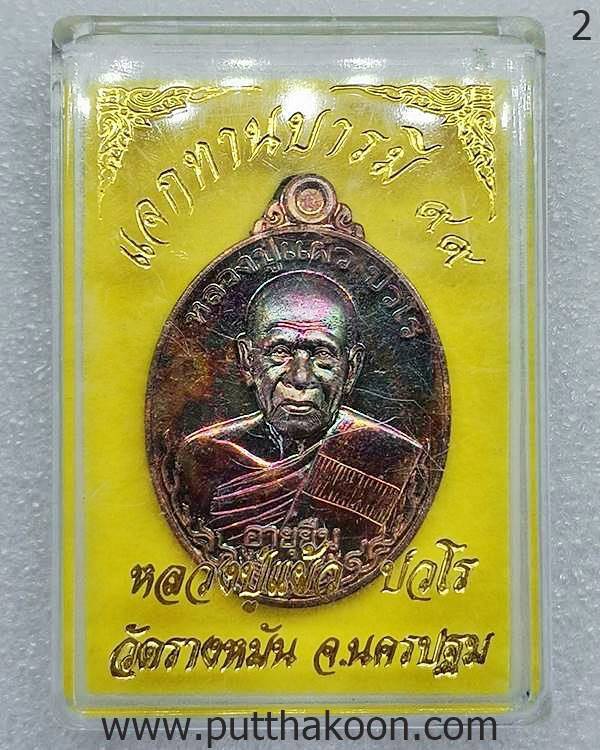 2
แจกทานบารมี ๙๙
หลวงปู่แผ้ว ปวโร
อายุยืน
หลวงปู่แผ้ว ปวโร
วัดรางหมัน จ.นครปฐม
www.putthakoon.com